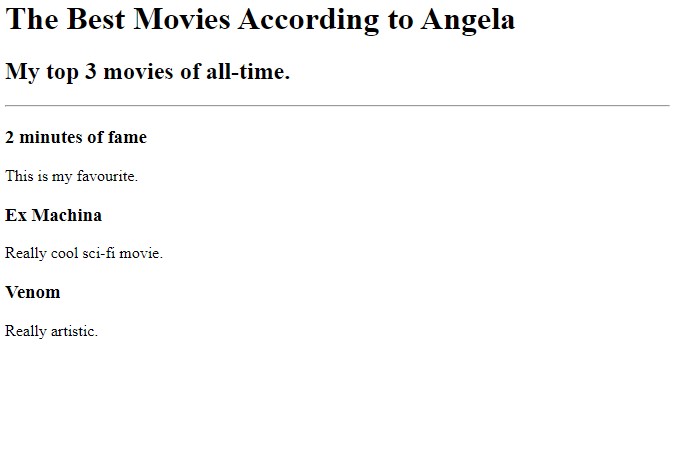 The Best Movies According to Angela
My top 3 movies of all-time.
2 minutes of fame
This is my favourite.
Ex Machina
Really cool sci-fi movie.
Venom
Really artistic.